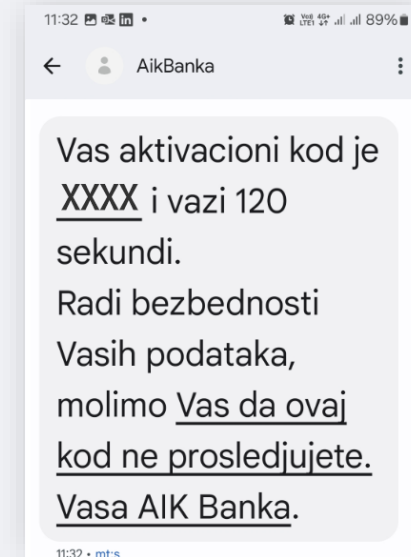 11:32 89%
AikBanka
Vas aktivacioni kod je
XXXX i vazi 120
sekundi.
Radi bezbednosti
Vasih podataka,
molimo Vas da ovaj
kod ne prosledjujete.
Vasa AIK Banka.
11:32 • mt:s